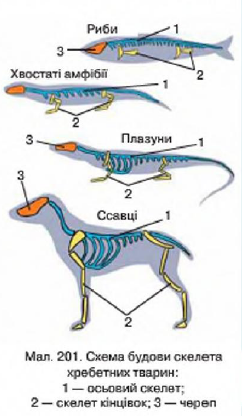 Риби
1
3
2
Хвостаті амфібії
2
Плазуни
3
1
2
3
Ссавці
1
2
Мал. 201. Схема будови скелета
хребетних тварин:
1 — осьовий скелет;
2 — скелет кінцівок; 3 — череп